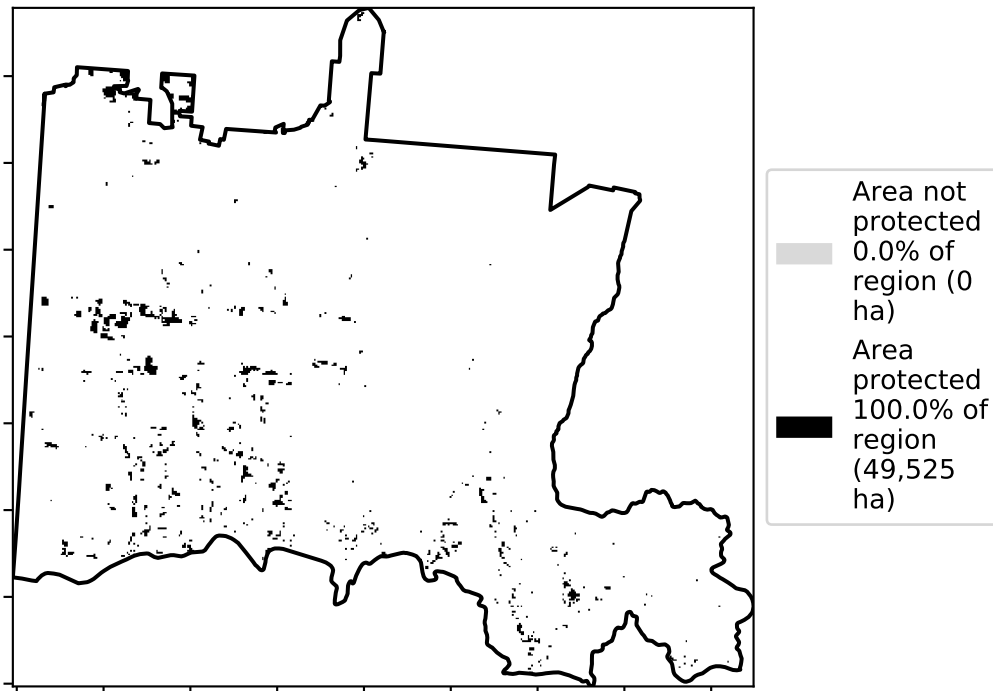 Area not
protected
0.0% of
region (0
ha)
Area
protected
100.0% of
region
(49,525
ha)